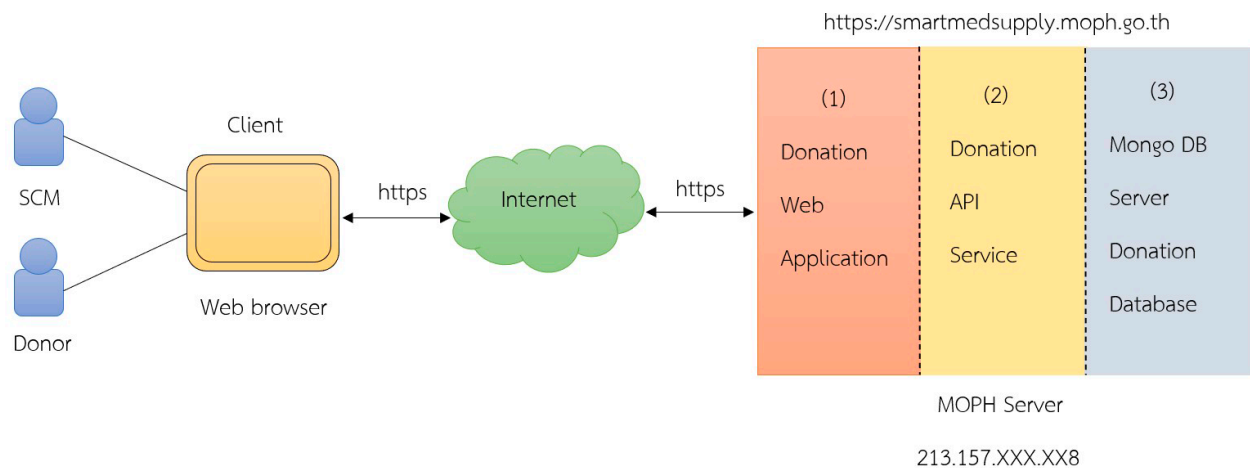 https://smartmedsupply.moph.go.th
SCM
Donor
Client
Web browser
https
Internet
https
(1)
Donation
Web
Application
(2)
Donation
API
Service
(3)
Mongo DB
Server
Donation
Database
MOPH Server
213.157.XXX.XX8